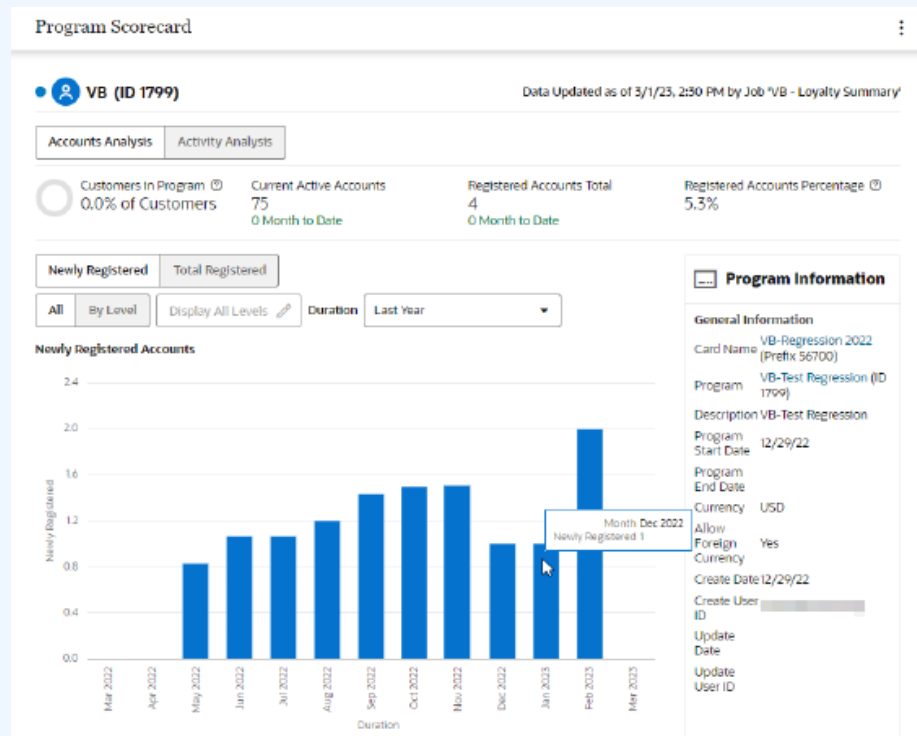 Program Scorecard
VB (ID 1799)
Data Updated as of 3/1/23, 2:30 PM by Job 'VB - Loyalty Summary'
Accounts Analysis
Activity Analysis
Customers in Program
0.0% of Customers
Current Active Accounts
75
0 Month to Date
Registered Accounts Total
4
0 Month to Date
Registered Accounts Percentage
5.3%
Newly Registered
Total Registered
All
By Level
Display All Levels
Duration
Last Year
Newly Registered Accounts
2.4
2.0
1.6
1.2
0.8
0.4
0.0
Newly Registered
Month Dec 2022
Newly Registered 1
Mar 2022
Apr 2022
May 2022
Jun 2022
Jul 2022
Aug 2022
Sep 2022
Oct 2022
Nov 2022
Dec 2022
Jan 2023
Feb 2023
Mar 2023
Duration
Program Information
General Information
Card Name VB-Regression 2022
(Prefix 56700)
Program VB-Test Regression (ID
1799)
Description VB-Test Regression
Program
Start Date 12/29/22
Program
End Date
Currency USD
Allow
Foreign Yes
Currency
Create Date 12/29/22
Create User
ID
Update
Date
Update
User ID